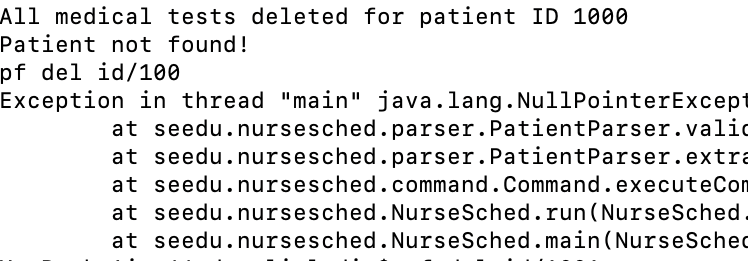 All medical tests deleted for patient ID 1000
Patient not found!
pf del id/100
Exception in thread "main" java.lang.NullPointerExcept
at seedu.nursesched.parser.PatientParser.valid
at seedu.nursesched.parser.PatientParser.extra
at seedu.nursesched.command.Command.executeCom
at seedu.nursesched.NurseSched.run(NurseSched.
at seedu.nursesched.NurseSched.main(NurseSched